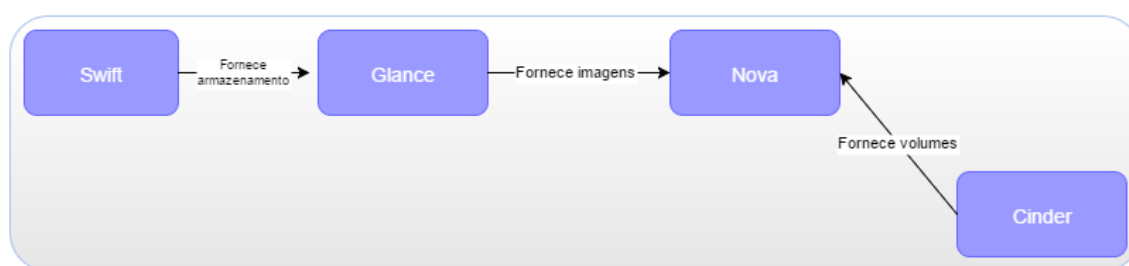 Swift
Fornece
armazenamento
Glance
Fornece imagens
Nova
Fornece volumes
Cinder